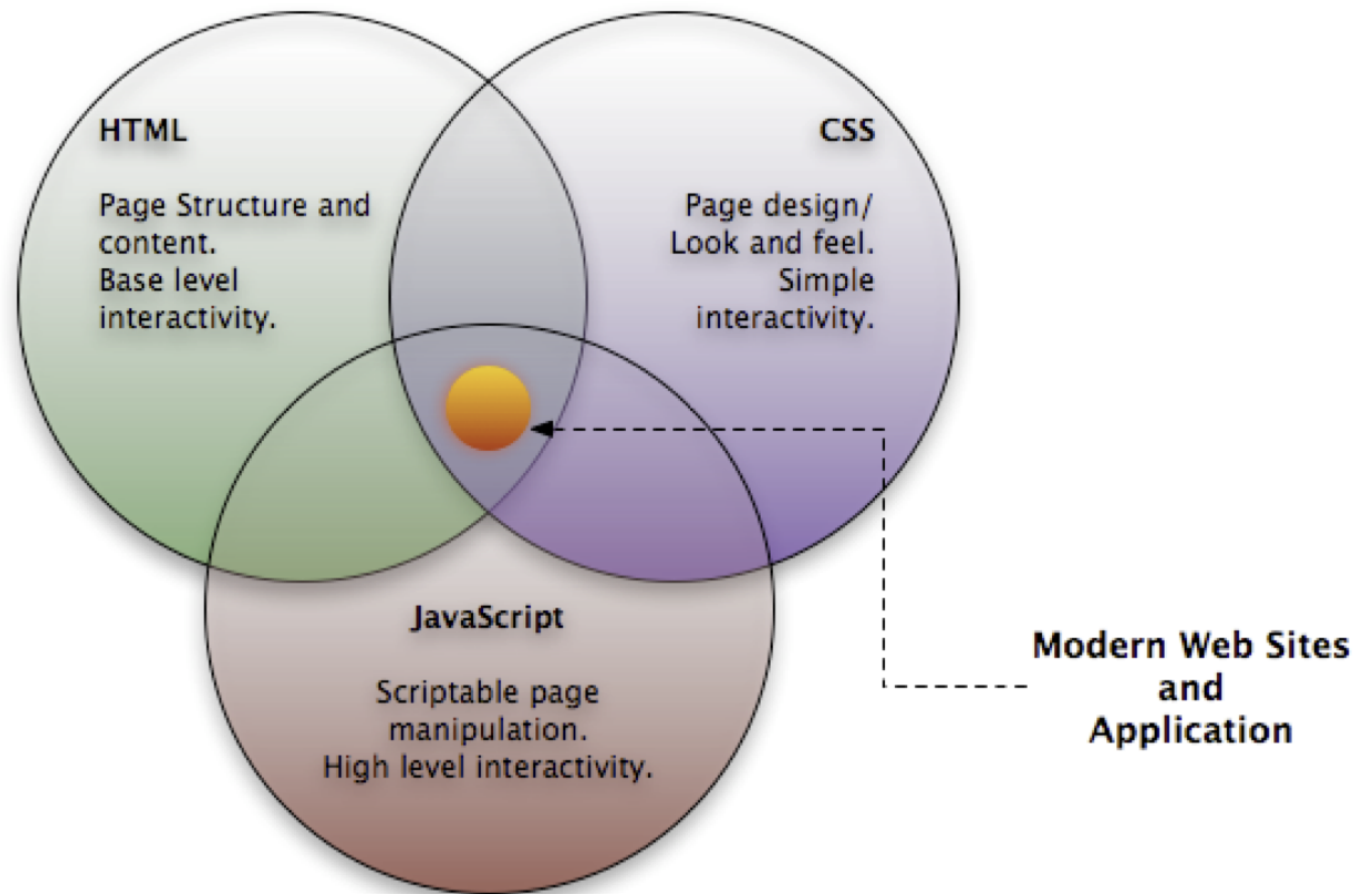 HTML
Page Structure and
content.
Base level
interactivity.
CSS
Page design/
Look and feel.
Simple
interactivity.
JavaScript
Scriptable page
manipulation.
High level interactivity.
Modern Web Sites
and
Application